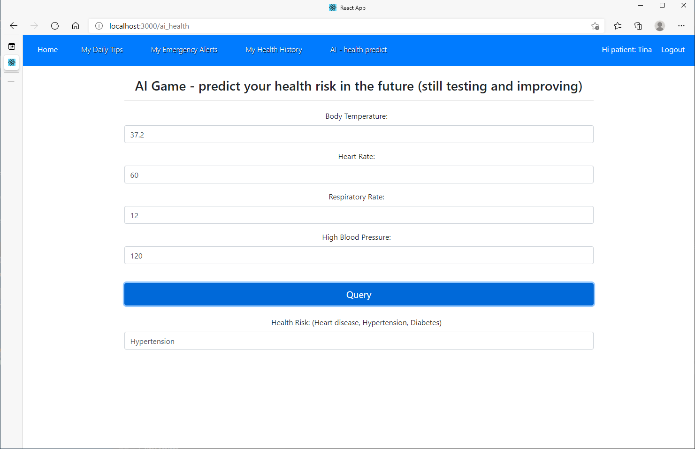 React App
localhost:3000/ai_health
Home My Daily Tips My Emergency Alerts My Health History AI - health predict Hi patient: Tina Logout
AI Game - predict your health risk in the future (still testing and improving)
Body Temperature:
37.2
Heart Rate:
60
Respiratory Rate:
12
High Blood Pressure:
120
Query
Health Risk: (Heart disease, Hypertension, Diabetes)
Hypertension